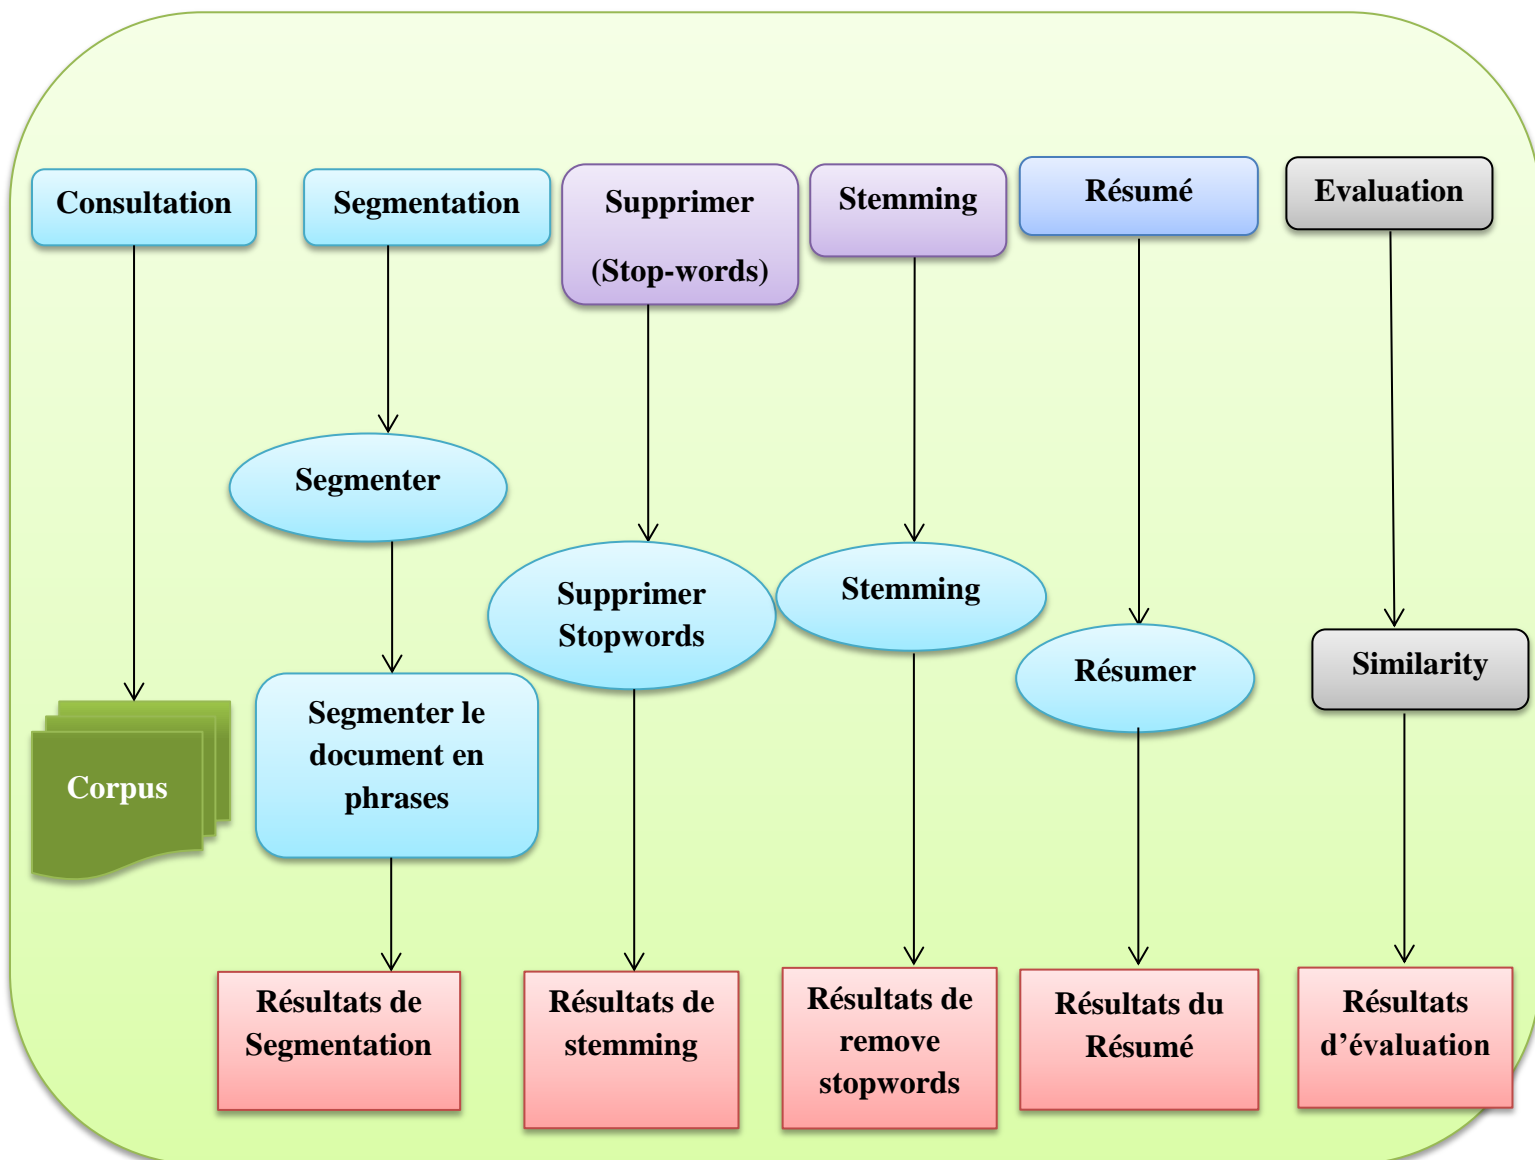 Consultation
Segmentation
Supprimer
(Stop-words)
Stemming
Résumé
Evaluation
Segmenter
Supprimer
Stopwords
Stemming
Résumer
Similarity
Corpus
Segmenter le
document en
phrases
Résultats de
Segmentation
Résultats de
stemming
Résultats de
remove
stopwords
Résultats du
Résumé
Résultats
d’évaluation